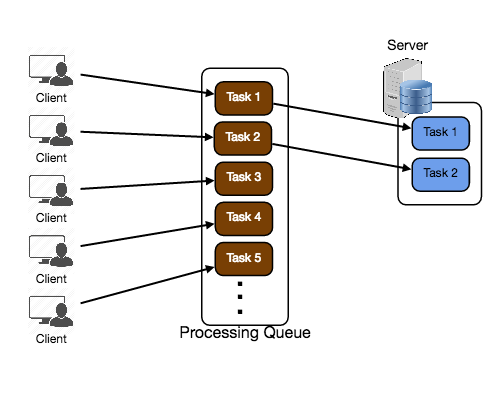 Server
Client
Client
Client
Client
Client
Task 1
Task 2
Task 3
Task 4
Task 5
Processing Queue
Task 1
Task 2